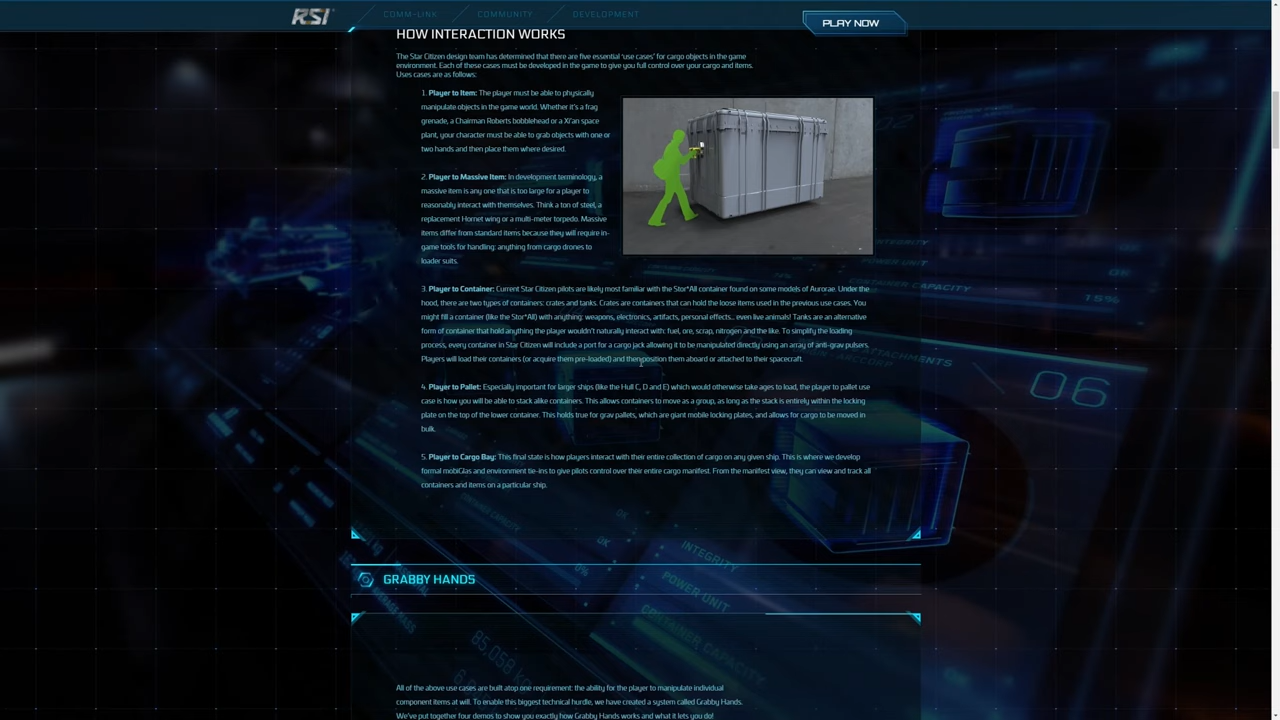 RSI
COMM-LINK
COMMUNITY
DEVELOPMENT
PLAY NOW
HOW INTERACTION WORKS
The Star Citizen design team has determined that there are five essential 'use cases' for cargo objects in the game
environment. Each of these cases must be developed in the game to give you full control over your cargo and items.
Uses cases are as follows:
1. Player to Item: The player must be able to physically
manipulate objects in the game world. Whether it's a frag
grenade, a Chairman Roberts bobblehead or a Xi'an space
plant, your character must be able to grab objects with one or
two hands and then place them where desired.
2. Player to Massive Item: In development terminology, a
massive item is any one that is too large for a player to
reasonably interact with themselves. Think a ton of steel, a
replacement Hornet wing or a multi-meter torpedo. Massive
items differ from standard items because they will require in-
game tools for handling: anything from cargo drones to
loader suits.
3. Player to Container: Current Star Citizen pilots are likely most familiar with the Stor*All container found on some models of Aurorae. Under the
hood, there are two types of containers: crates and tanks. Crates are containers that can hold the loose items used in the previous use cases. You
might fill a container (like the Stor*All) with anything: weapons, electronics, artifacts, personal effects.. even live animals! Tanks are an alternative
form of container that hold anything the player wouldn't naturally interact with: fuel, ore, scrap, nitrogen and the like. To simplify the loading
process, every container in Star Citizen will include a port for a cargo jack allowing it to be manipulated directly using an array of anti-grav pulsers.
Players will load their containers (or acquire them pre-loaded) and then position them aboard or attached to their spacecraft.
4. Player to Pallet: Especially important for larger ships (like the Hull C, D and E) which would otherwise take ages to load, the player to pallet use
case is how you will be able to stack alike containers. This allows containers to move as a group, as long as the stack is entirely within the locking
plate on the top of the lower container. This holds true for grav pallets, which are giant mobile locking plates, and allows for cargo to be moved in
bulk.
5. Player to Cargo Bay: This final state is how players interact with their entire collection of cargo on any given ship. This is where we develop
formal mobiGlas and environment tie-ins to give pilots control over their entire cargo manifest. From the manifest view, they can view and track all
containers and items on a particular ship.
02
INTEGRITY
POWER UNIT
CONTAINER CAPACITY
OK
15%
ATTACHMENTS
06
CONTAINER CAPACITY
OK
OK
0%
INTEGRITY
POWER UNIT
CONTAINER CAPACITY
AVERAGE MASS
85,058 kg
GRABBY HANDS
All of the above use cases are built atop one requirement: the ability for the player to manipulate individual
component items at will. To enable this biggest technical hurdle, we have created a system called Grabby Hands.
We've put together four demos to show you exactly how Grabby Hands works and what it lets you do!